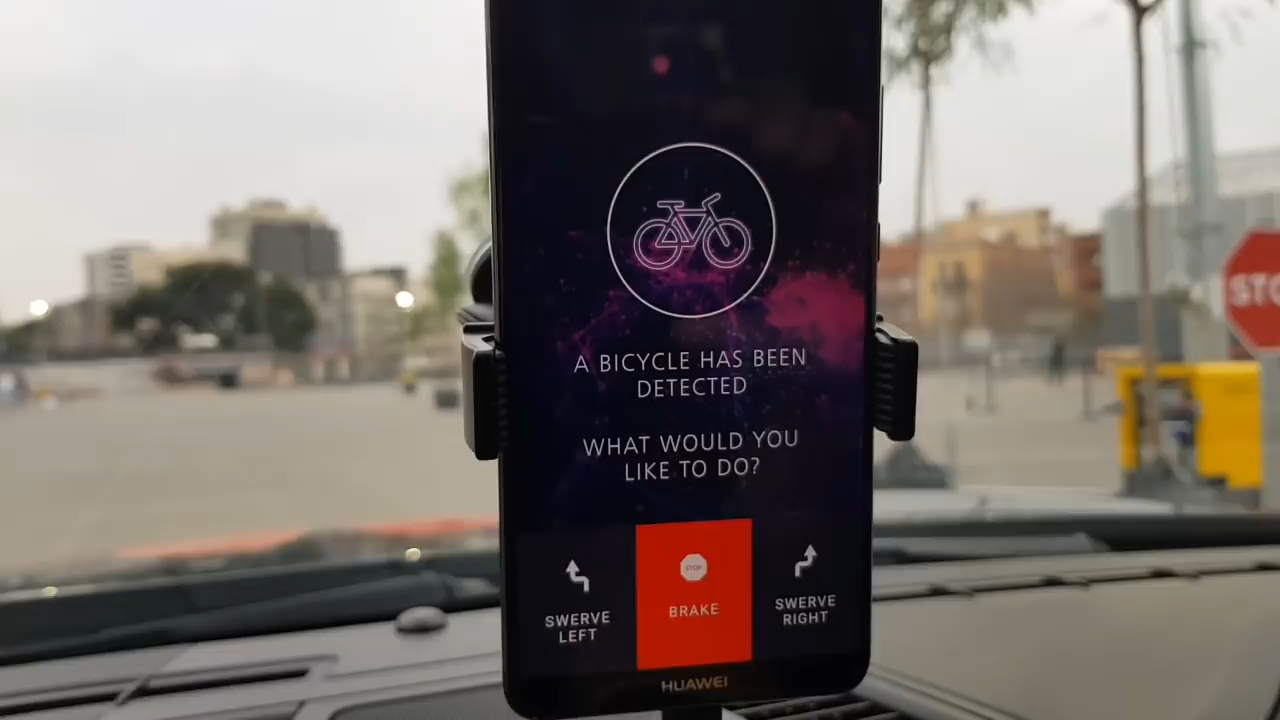 A BICYCLE HAS BEEN
DETECTED
WHAT WOULD YOU
LIKE TO DO?
SWERVE
LEFT
STOP
BRAKE
SWERVE
RIGHT
HUAWEI
STO